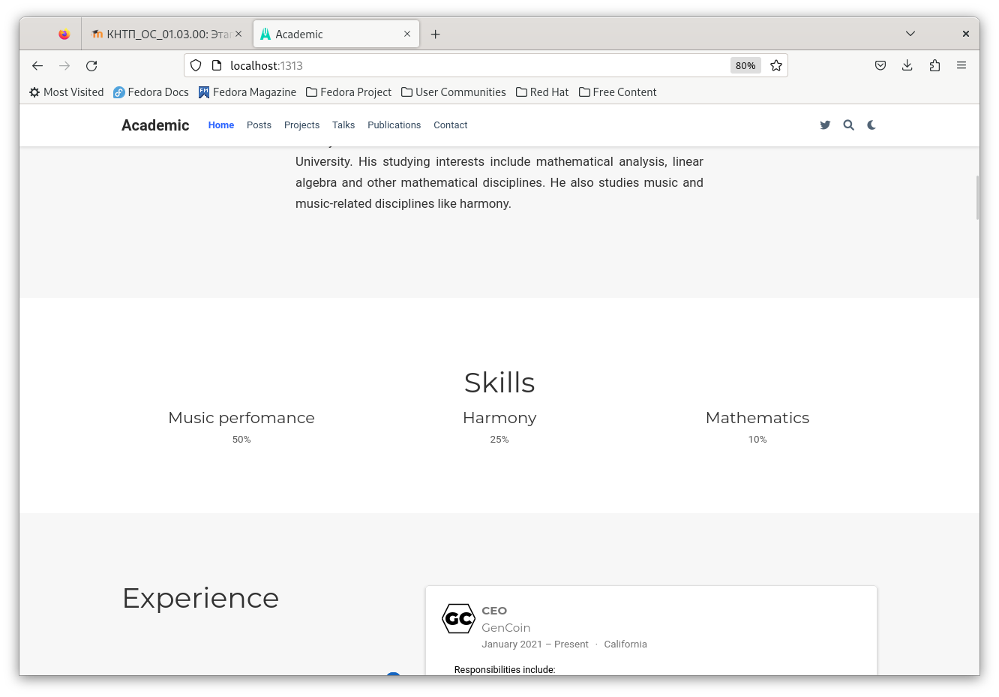 КНТП_ОС_01.03.00: Этап
Academic
localhost:1313
80%
Most Visited
Fedora Docs
Fedora Magazine
Fedora Project
User Communities
Red Hat
Free Content
Academic
Home
Posts
Projects
Talks
Publications
Contact
University. His studying interests include mathematical analysis, linear
algebra and other mathematical disciplines. He also studies music and
music-related disciplines like harmony.
Skills
Music perfomance
Harmony
Mathematics
50%
25%
10%
Experience
GC
CEO
GenCoin
January 2021 – Present · California
Responsibilities include: